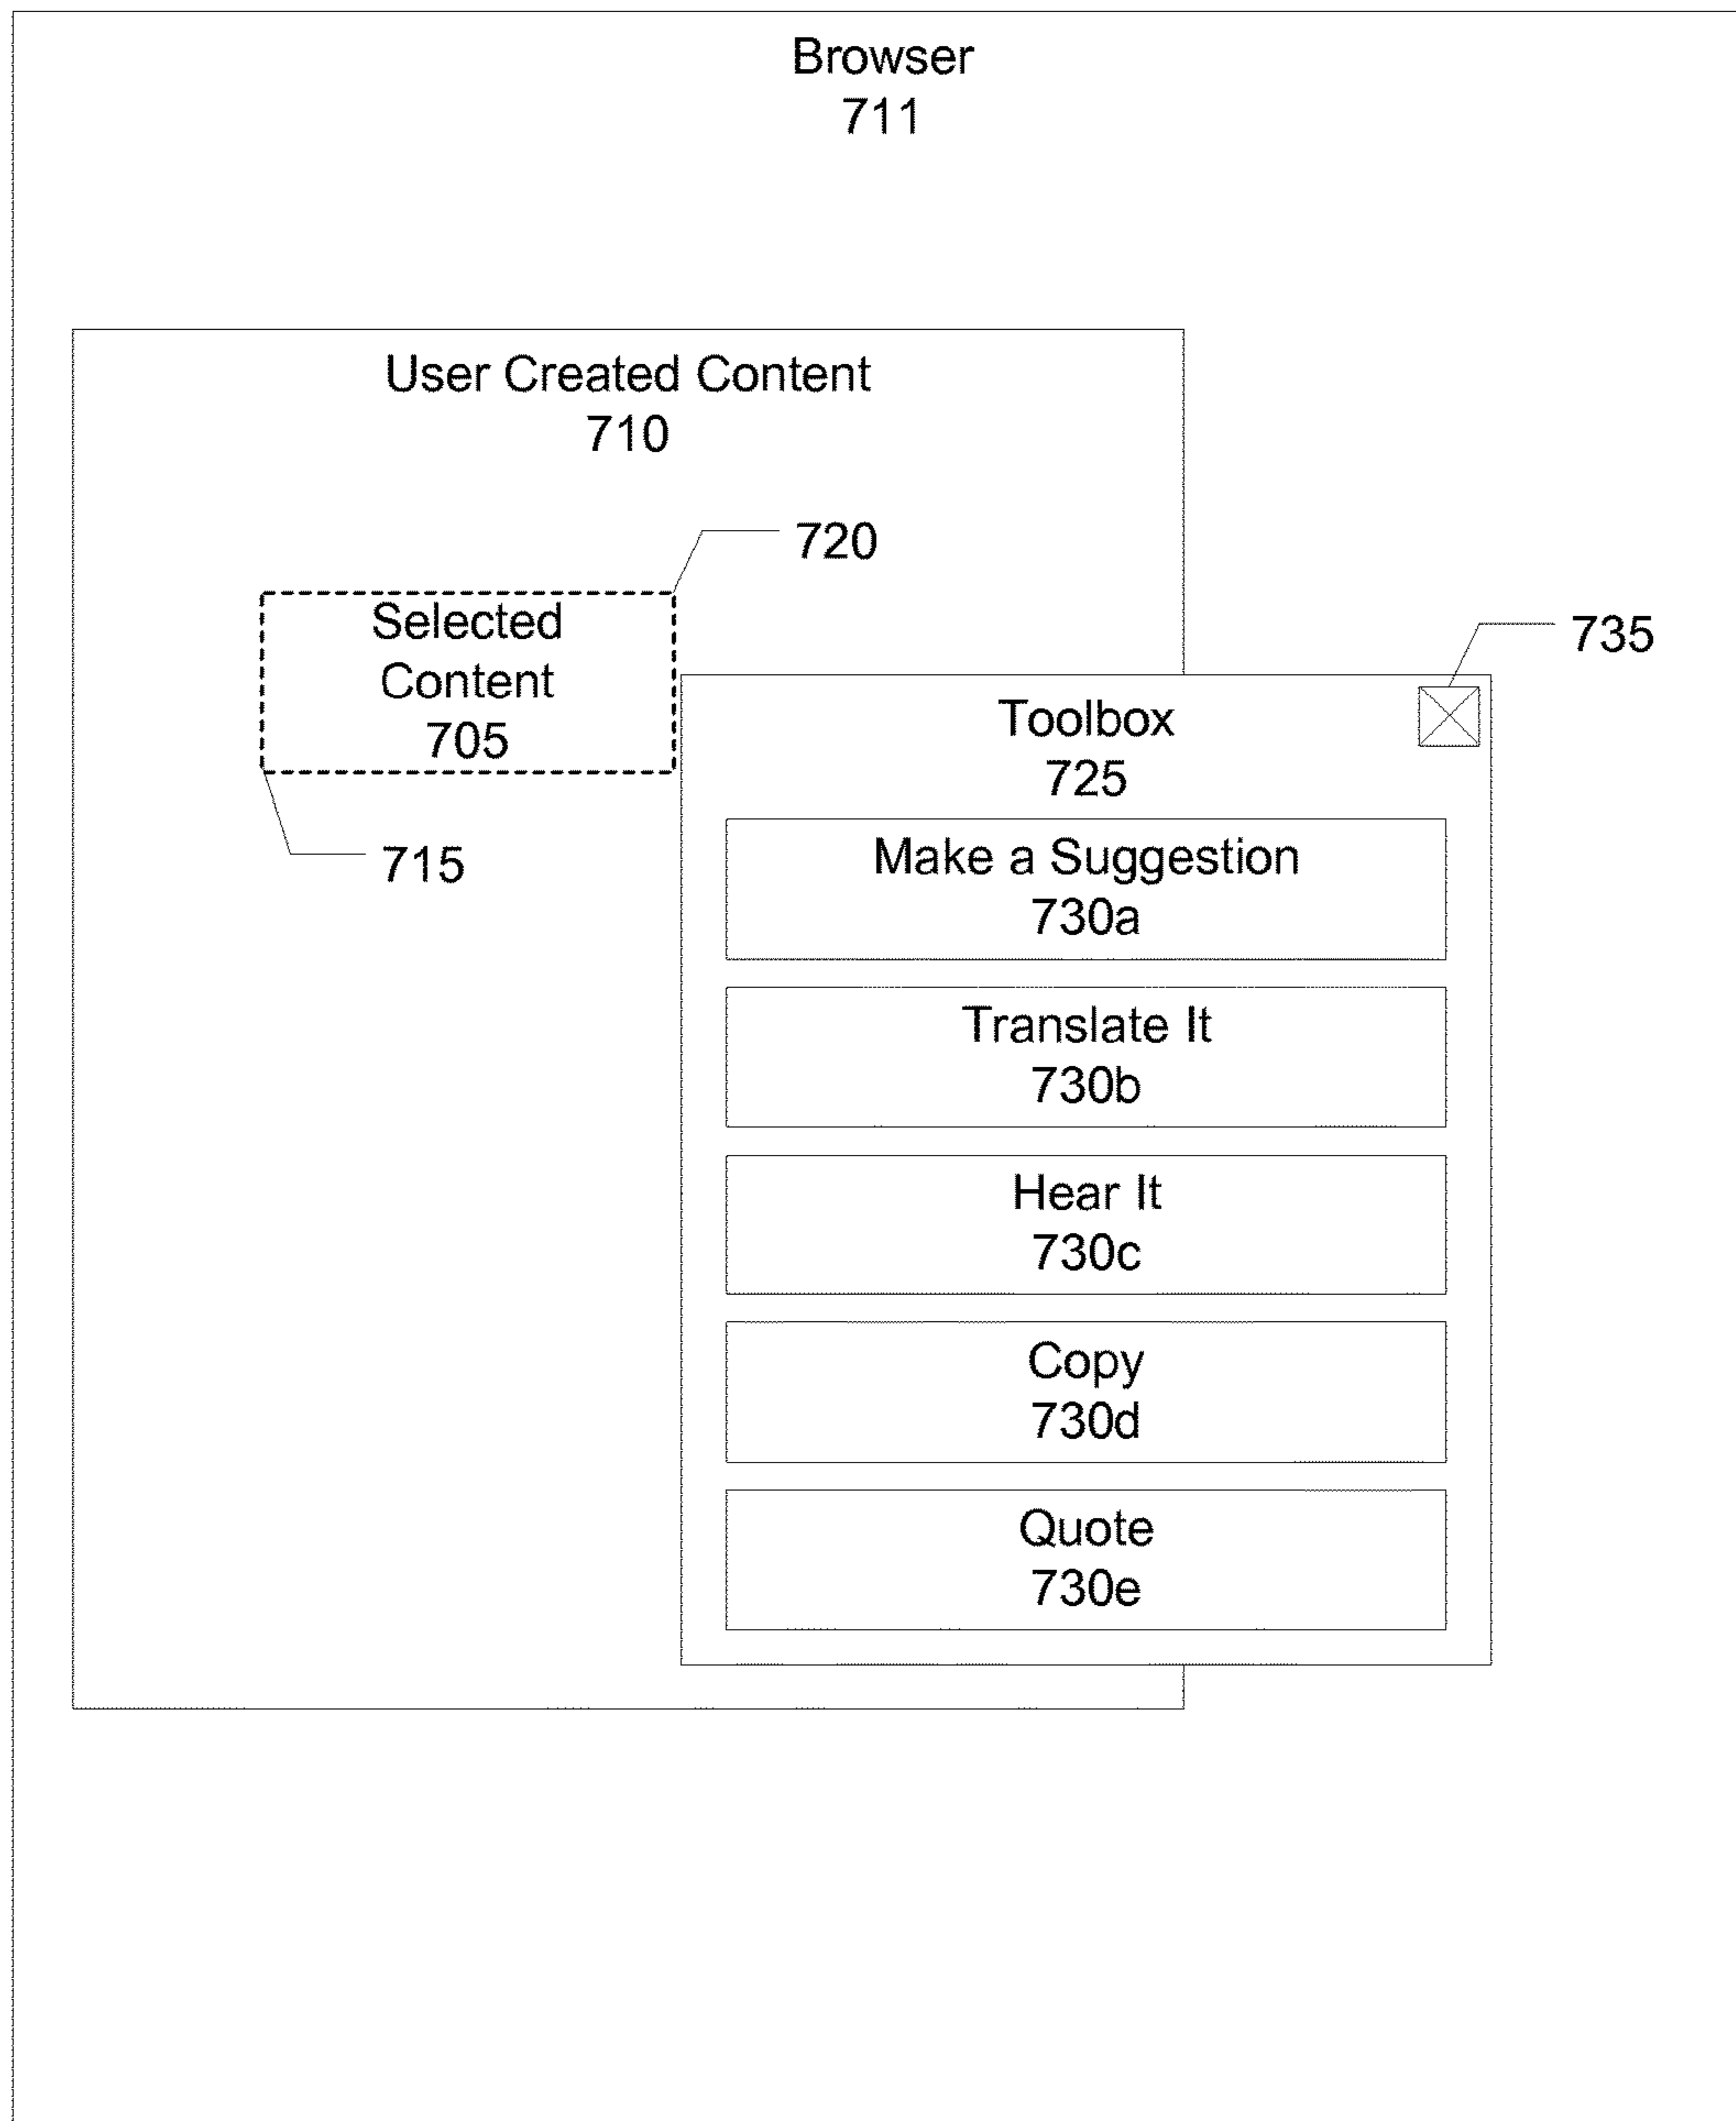 Browser
711
User Created Content
710
720
Selected
Content
705
715
735
Toolbox
725
Make a Suggestion
730a
Translate It
730b
Hear It
730c
Copy
730d
Quote
730e